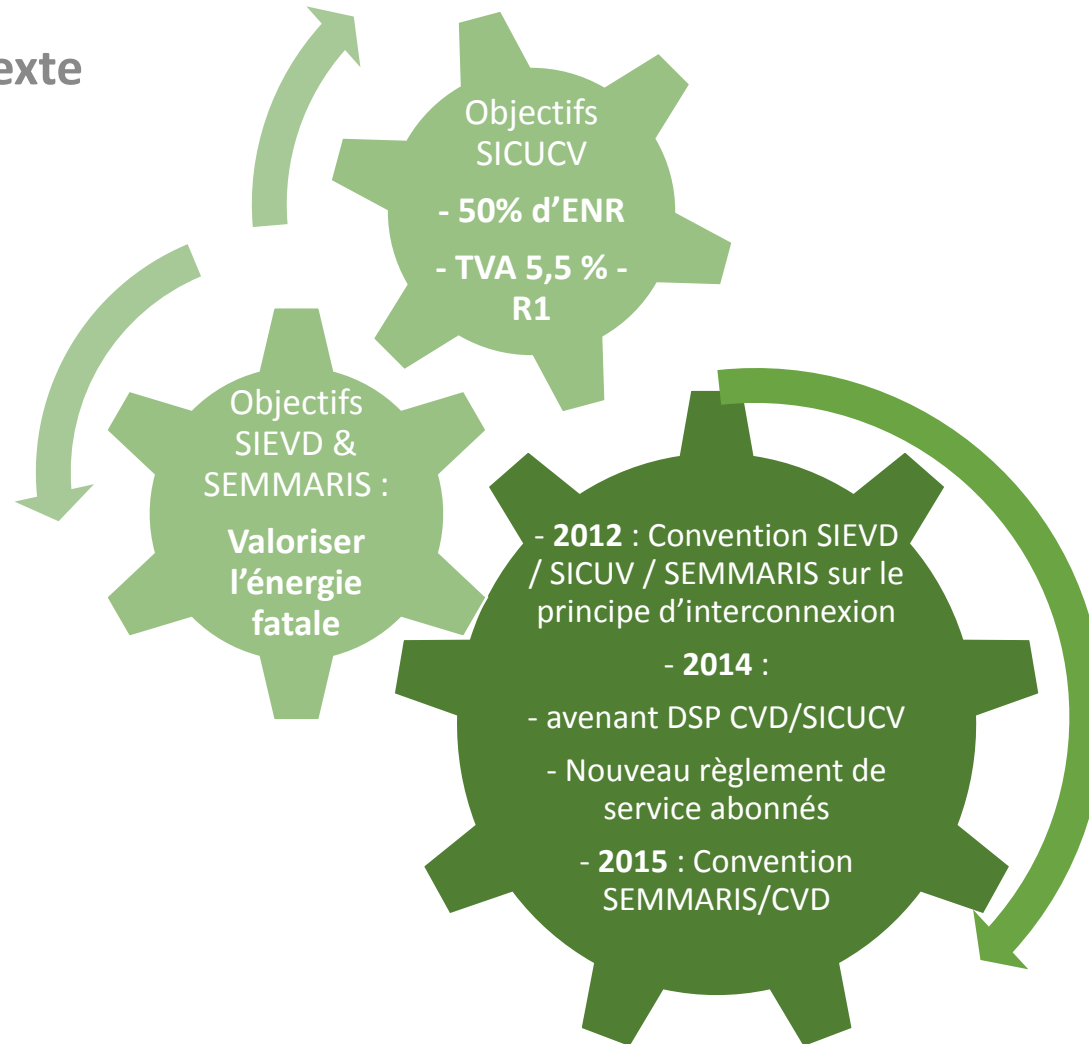 exte
Objectifs
SICUCV
- 50% d’ENR
- TVA 5,5 % -
R1
Objectifs
SIEVD &
SEMMARIS :
Valoriser
l’énergie
fatale
- 2012 : Convention SIEVD
/ SICUV / SEMMARIS sur le
principe d’interconnexion
- 2014 :
- avenant DSP CVD/SICUCV
- Nouveau règlement de
service abonnés
- 2015 : Convention
SEMMARIS/CVD